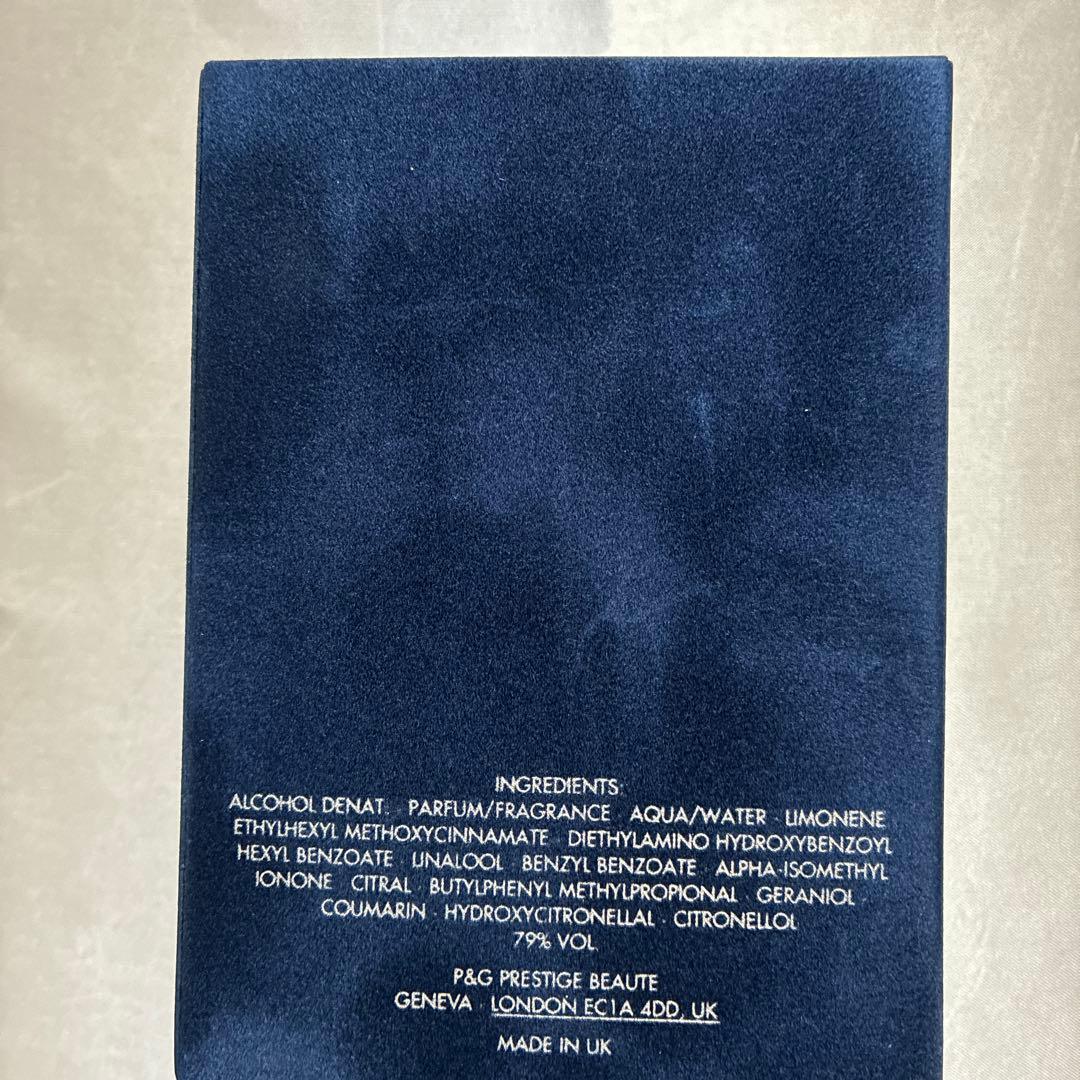 INGREDIENTS:
ALCOHOL DENAT. · PARFUM/FRAGRANCE · AQUA/WATER · LIMONENE
ETHYLHEXYL METHOXYCINNAMATE · DIETHYLAMINO HYDROXYBENZOYL
HEXYL BENZOATE · LINALOOL · BENZYL BENZOATE · ALPHA-ISOMETHYL
IONONE · CITRAL · BUTYLPHENYL METHYLPROPIONAL · GERANIOL ·
COUMARIN · HYDROXYCITRONELLAL · CITRONELLOL
79% VOL.
P&G PRESTIGE BEAUTE
GENEVA · LONDON EC1A 4DD, UK
MADE IN UK